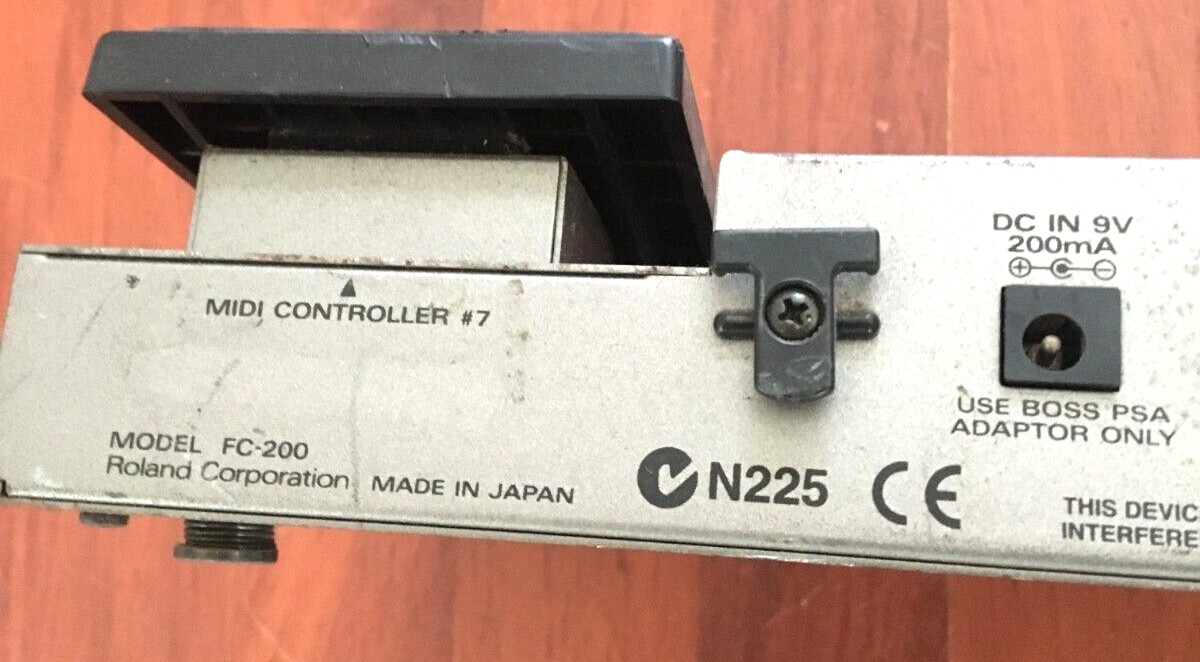 MIDI CONTROLLER #7
DC IN 9V
200mA
USE BOSS PSA
ADAPTOR ONLY
MODEL FC-200
Roland Corporation MADE IN JAPAN
N225 CE
THIS DEVIC
INTERFERE